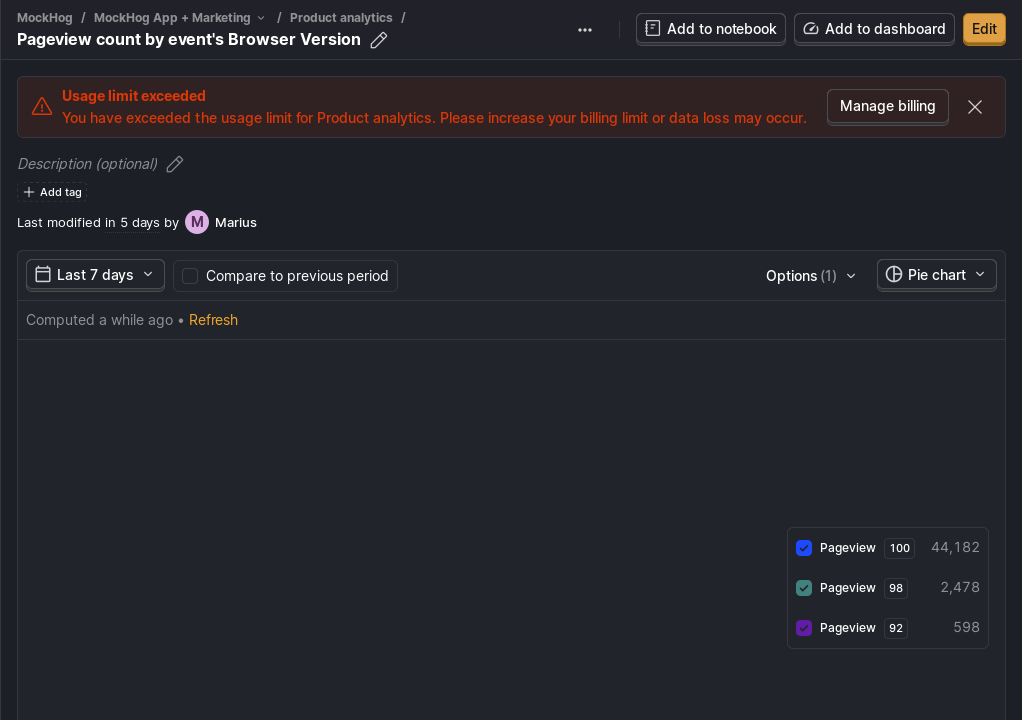 MockHog / MockHog App + Marketing / Product analytics /
Pageview count by event's Browser Version
Add to notebook
Add to dashboard
Edit
Usage limit exceeded
You have exceeded the usage limit for Product analytics. Please increase your billing limit or data loss may occur.
Manage billing
Description (optional)
Add tag
Last modified in 5 days by M Marius
Last 7 days
Compare to previous period
Options (1)
Pie chart
Computed a while ago • Refresh
Pageview 100 44,182
Pageview 98 2,478
Pageview 92 598